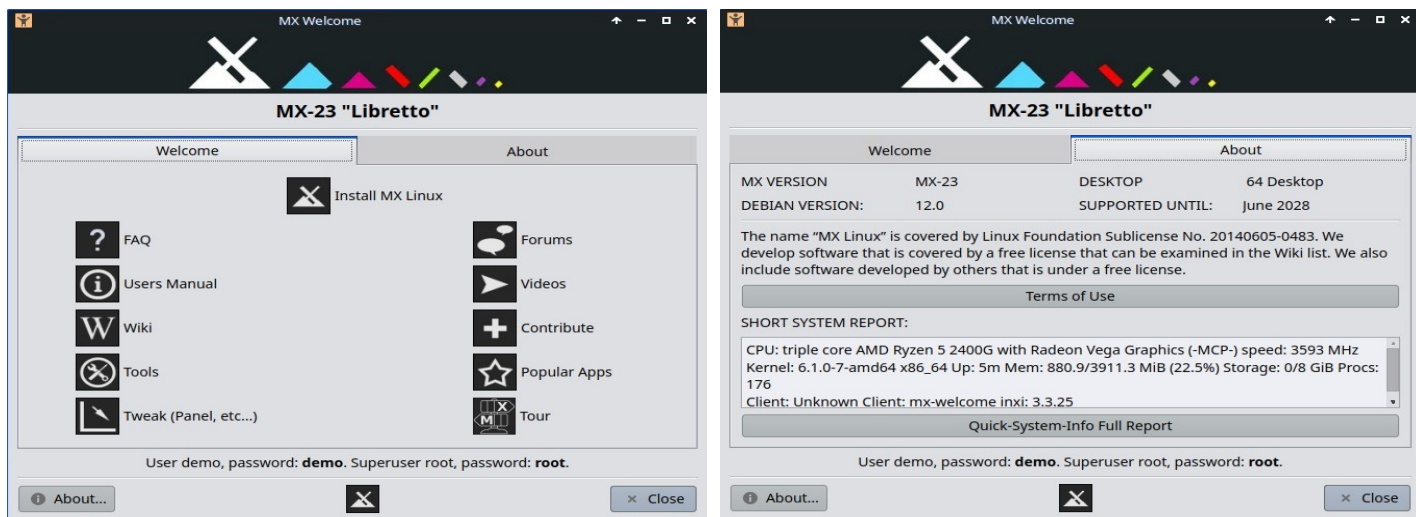 MX Welcome
MX-23 "Libretto"
Welcome
About
Install MX Linux
? FAQ
Forums
Users Manual
Videos
W Wiki
Contribute
Tools
Popular Apps
Tweak (Panel, etc...)
M X Tour
User demo, password: demo. Superuser root, password: root.
About...
Close
MX Welcome
MX-23 "Libretto"
Welcome
About
MX VERSION MX-23 DESKTOP 64 Desktop
DEBIAN VERSION: 12.0 SUPPORTED UNTIL: June 2028
The name “MX Linux” is covered by Linux Foundation Sublicense No. 20140605-0483. We
develop software that is covered by a free license that can be examined in the Wiki list. We also
include software developed by others that is under a free license.
Terms of Use
SHORT SYSTEM REPORT:
CPU: triple core AMD Ryzen 5 2400G with Radeon Vega Graphics (-MCP-) speed: 3593 MHz
Kernel: 6.1.0-7-amd64 x86_64 Up: 5m Mem: 880.9/3911.3 MiB (22.5%) Storage: 0/8 GiB Procs:
176
Client: Unknown Client: mx-welcome inxi: 3.3.25
Quick-System-Info Full Report
User demo, password: demo. Superuser root, password: root.
About...
Close